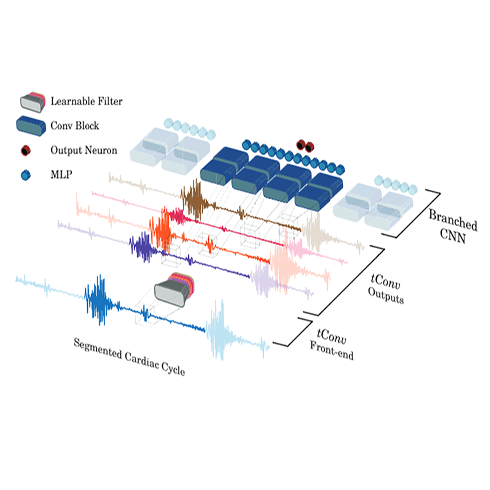 Learnable Filter
Conv Block
Output Neuron
MLP
Branched
CNN
tConv
Outputs
tConv
Front-end
Segmented Cardiac Cycle